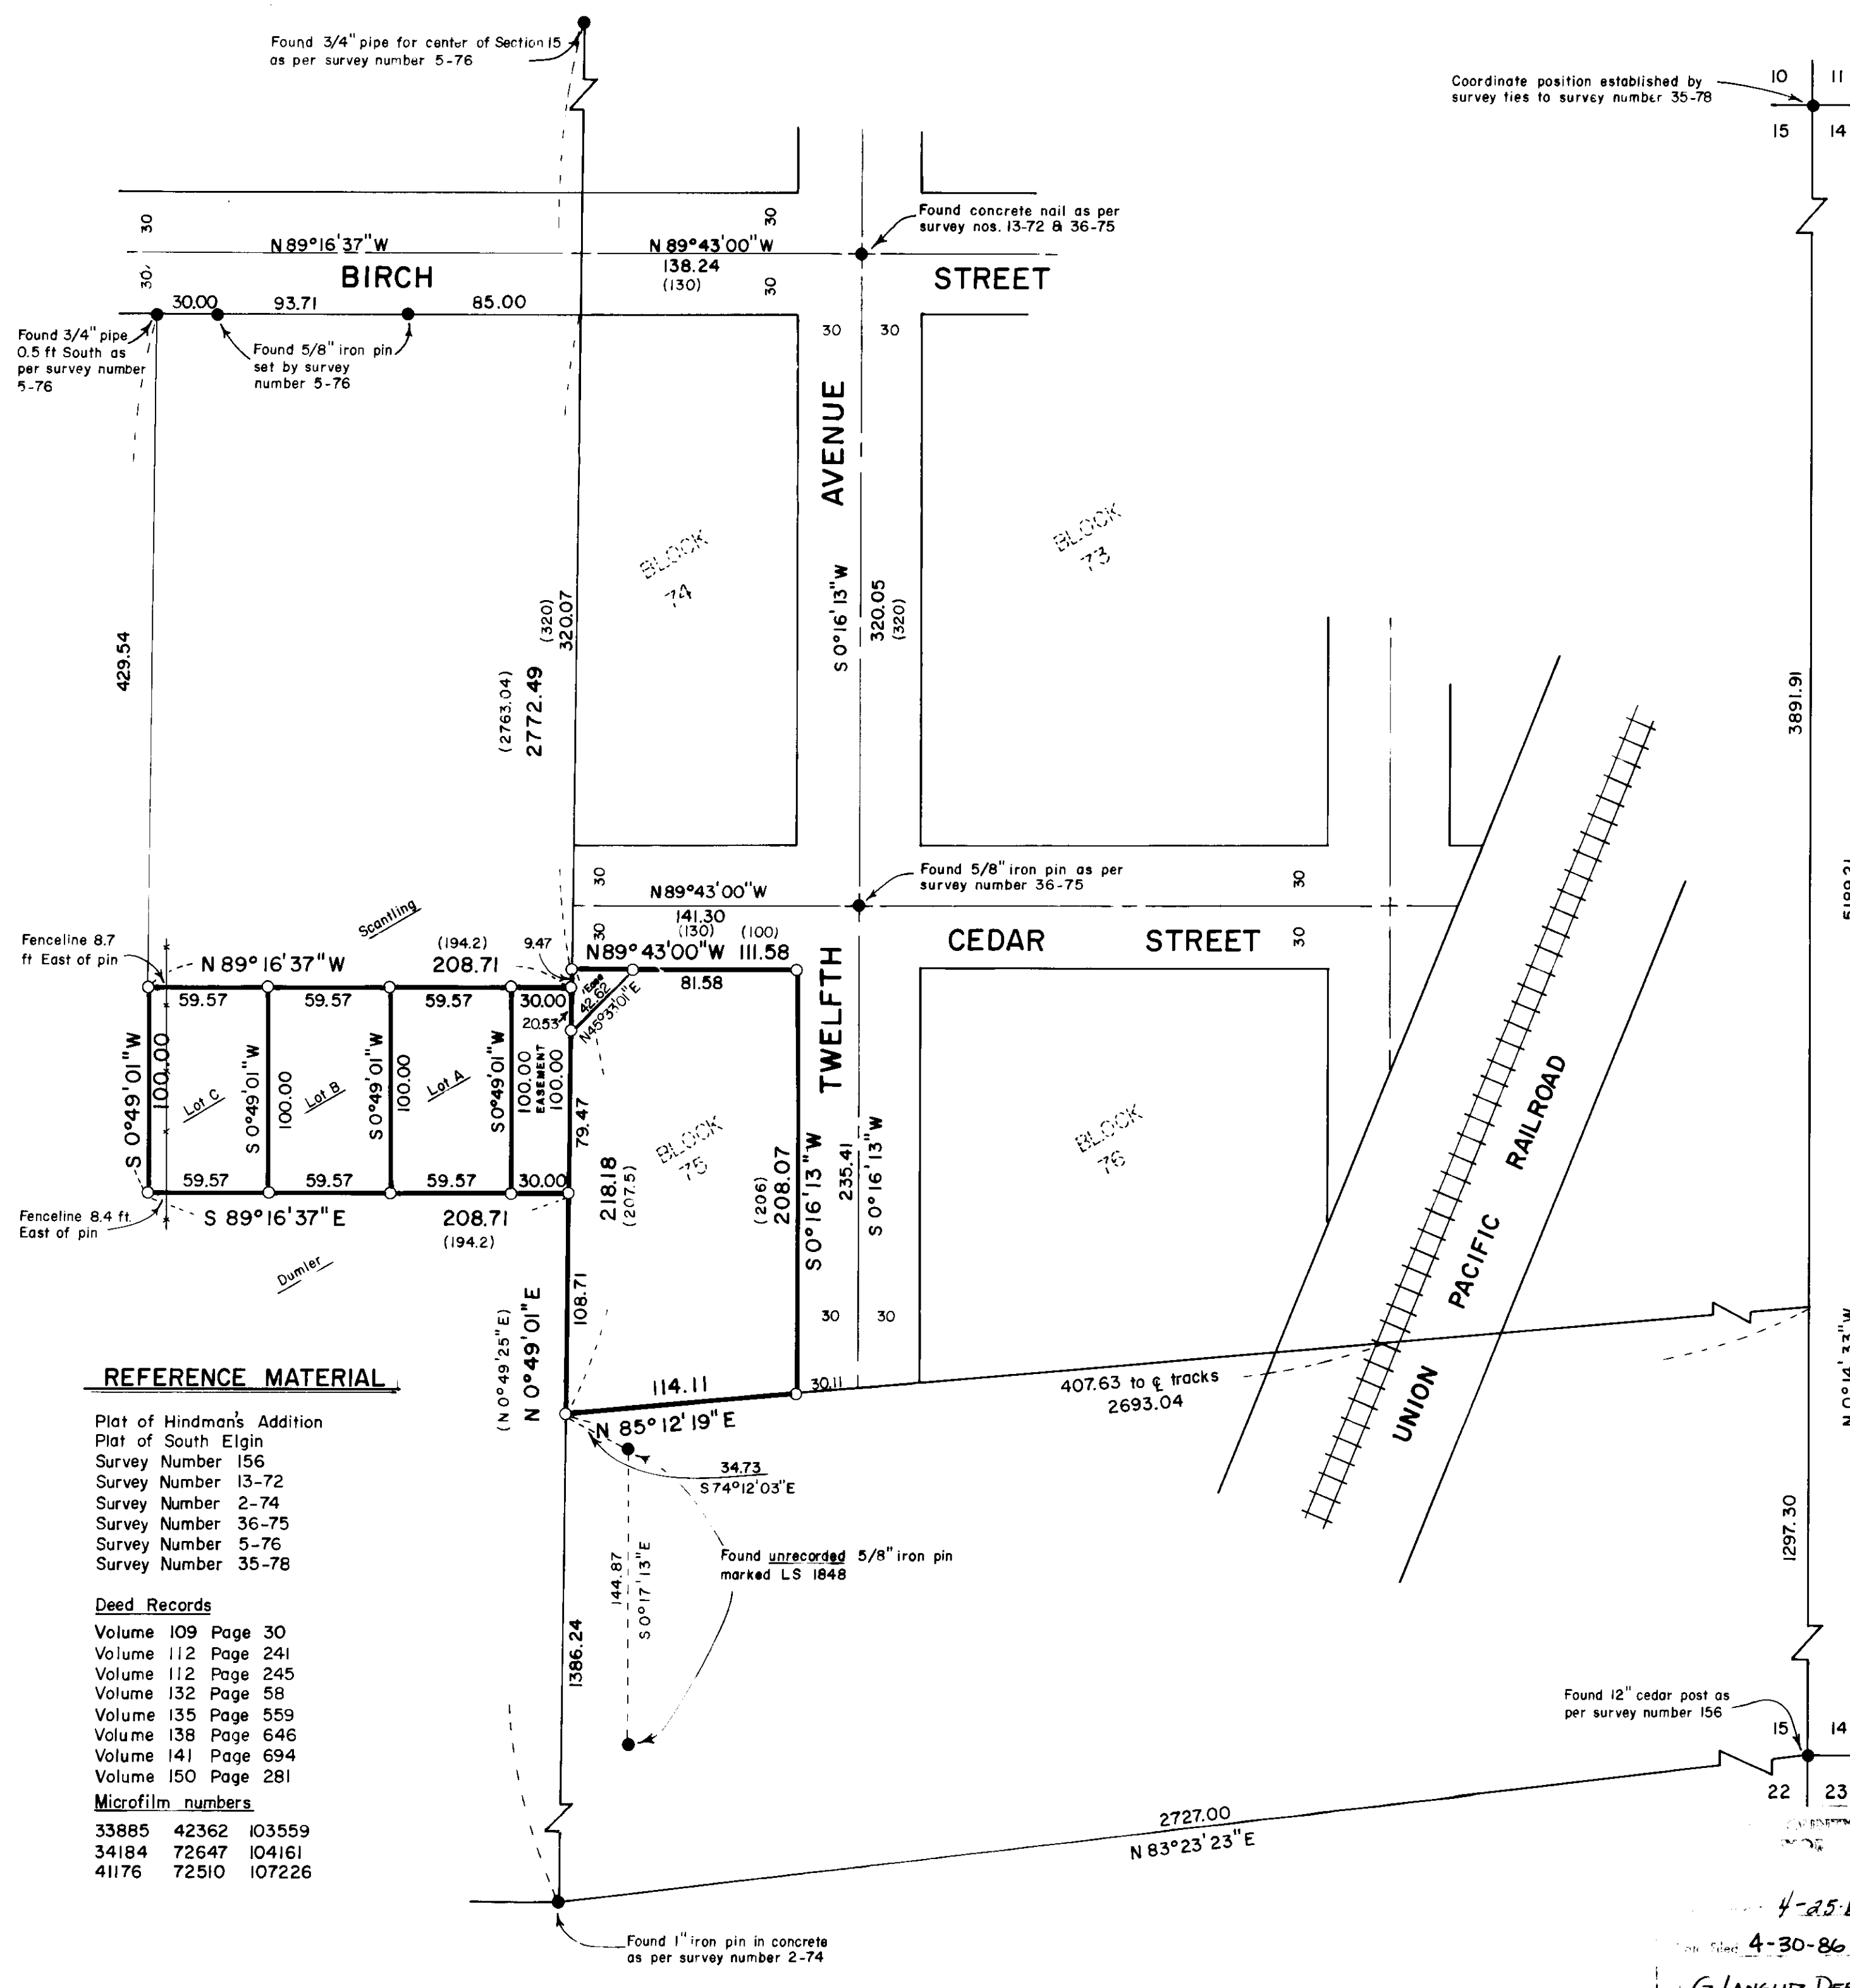 Found 3/4" pipe for center of Section 15
as per survey number 5-76
Coordinate position established by
survey ties to survey number 35-78
10 11
15 14
30
30
Found concrete nail as per
survey nos. 13-72 & 36-75
N 89°16'37"W
N 89°43'00"W
138.24
(130)
30
30
BIRCH STREET
30.00 93.71 85.00
Found 3/4" pipe
0.5 ft South as
per survey number
5-76
Found 5/8" iron pin
set by survey
number 5-76
30 30
AVENUE
BLOCK
74
BLOCK
73
S 0°16'13"W
320.05
(320)
(320)
320.07
429.54
(2763.04)
2772.49
3891.91
5189.21
30
30
Found 5/8" iron pin as per
survey number 36-75
N89°43'00"W
141.30
(130) (100)
30
30
CEDAR STREET
Scantling
Fenceline 8.7
ft East of pin
N 89°16'37"W
(194.2)
208.71
9.47
N89°43'00"W 111.58
81.58
59.57 59.57 59.57 30.00
20.53
Ease
42.62
N45°33'01"E
TWELFTH
S 0°49'01"W
100.00
Lot C
S 0°49'01"W
100.00
Lot B
S 0°49'01"W
100.00
Lot A
S 0°49'01"W
100.00
EASEMENT
100.00
79.47
218.18
(207.5)
BLOCK
75
(206)
208.07
S 0°16'13"W
235.41
S 0°16'13"W
BLOCK
76
59.57 59.57 59.57 30.00
Fenceline 8.4 ft.
East of pin
S 89°16'37"E
208.71
(194.2)
Dumler
108.71
(N 0°49'25"E)
N 0°49'01"E
30 30
UNION PACIFIC RAILROAD
N 0°14'33"W
114.11
30.11
N 85°12'19"E
407.63 to ℄ tracks
2693.04
34.73
S 74°12'03"E
144.87
S 0°17'13"E
Found unrecorded 5/8" iron pin
marked LS 1848
1386.24
1297.30
REFERENCE MATERIAL
Plat of Hindman's Addition
Plat of South Elgin
Survey Number 156
Survey Number 13-72
Survey Number 2-74
Survey Number 36-75
Survey Number 5-76
Survey Number 35-78
Deed Records
Volume 109 Page 30
Volume 112 Page 241
Volume 112 Page 245
Volume 132 Page 58
Volume 135 Page 559
Volume 138 Page 646
Volume 141 Page 694
Volume 150 Page 281
Microfilm numbers
33885 42362 103559
34184 72647 104161
41176 72510 107226
Found 12" cedar post as
per survey number 156
15 14
22 23
2727.00
N 83°23'23"E
Found 1" iron pin in concrete
as per survey number 2-74
4-25-
Filed 4-30-86